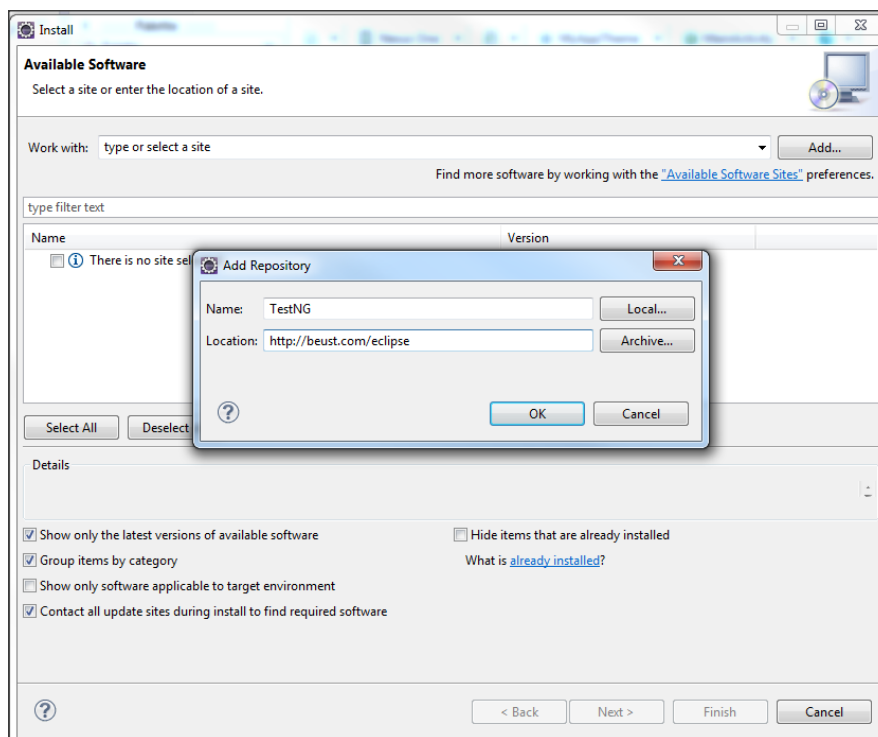 Install
Available Software
Select a site or enter the location of a site.
Work with: type or select a site Add...
Find more software by working with the "Available Software Sites" preferences.
type filter text
Name Version
There is no site sel
Add Repository
Name: TestNG Local...
Location: http://beust.com/eclipse Archive...
OK Cancel
Select All Deselect
Details
Show only the latest versions of available software Hide items that are already installed
Group items by category What is already installed?
Show only software applicable to target environment
Contact all update sites during install to find required software
< Back Next > Finish Cancel